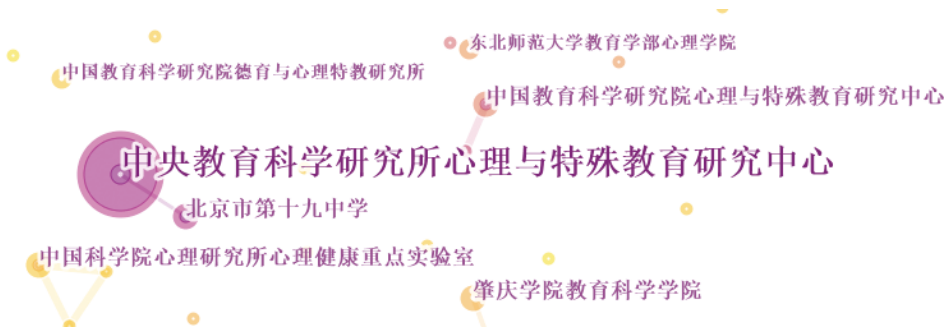 东北师范大学教育学部心理学院
中国教育科学研究院德育与心理特教研究所
中国教育科学研究院心理与特殊教育研究中心
中央教育科学研究所心理与特殊教育研究中心
北京市第十九中学
中国科学院心理研究所心理健康重点实验室
肇庆学院教育科学学院